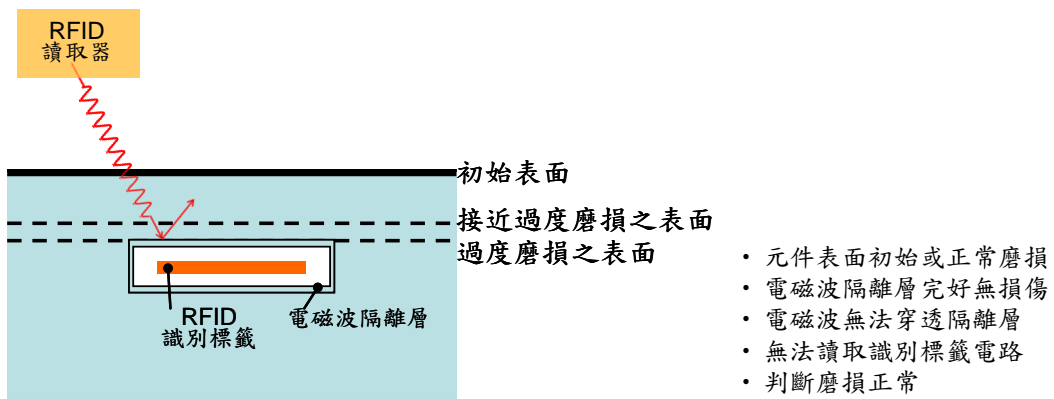 RFID
讀取器
初始表面
接近過度磨損之表面
過度磨損之表面
RFID
識別標籤
電磁波隔離層
・元件表面初始或正常磨損
・電磁波隔離層完好無損傷
・電磁波無法穿透隔離層
・無法讀取識別標籤電路
・判斷磨損正常